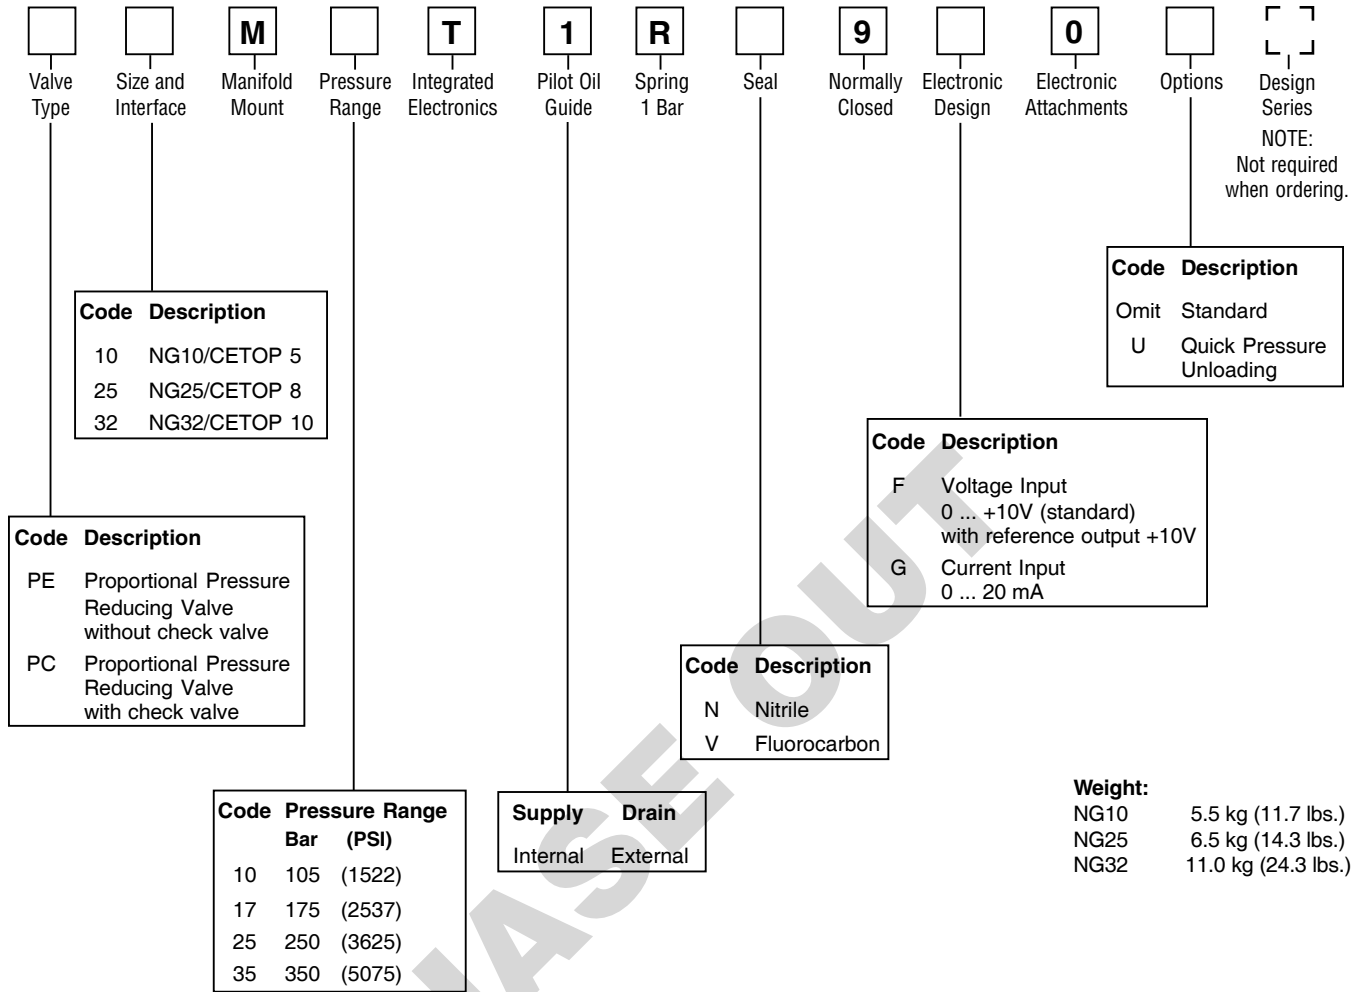 M T 1 R 9 0
Valve Type
Size and Interface
Manifold Mount
Pressure Range
Integrated Electronics
Pilot Oil Guide
Spring 1 Bar
Seal
Normally Closed
Electronic Design
Electronic Attachments
Options
Design Series
NOTE:
Not required
when ordering.
Code Description
Omit Standard
U Quick Pressure
Unloading
Code Description
10 NG10/CETOP 5
25 NG25/CETOP 8
32 NG32/CETOP 10
Code Description
F Voltage Input
0 ... +10V (standard)
with reference output +10V
G Current Input
0 ... 20 mA
Code Description
PE Proportional Pressure
Reducing Valve
without check valve
PC Proportional Pressure
Reducing Valve
with check valve
Code Description
N Nitrile
V Fluorocarbon
Code Pressure Range
Bar (PSI)
10 105 (1522)
17 175 (2537)
25 250 (3625)
35 350 (5075)
Supply Drain
Internal External
Weight:
NG10 5.5 kg (11.7 lbs.)
NG25 6.5 kg (14.3 lbs.)
NG32 11.0 kg (24.3 lbs.)
OUT